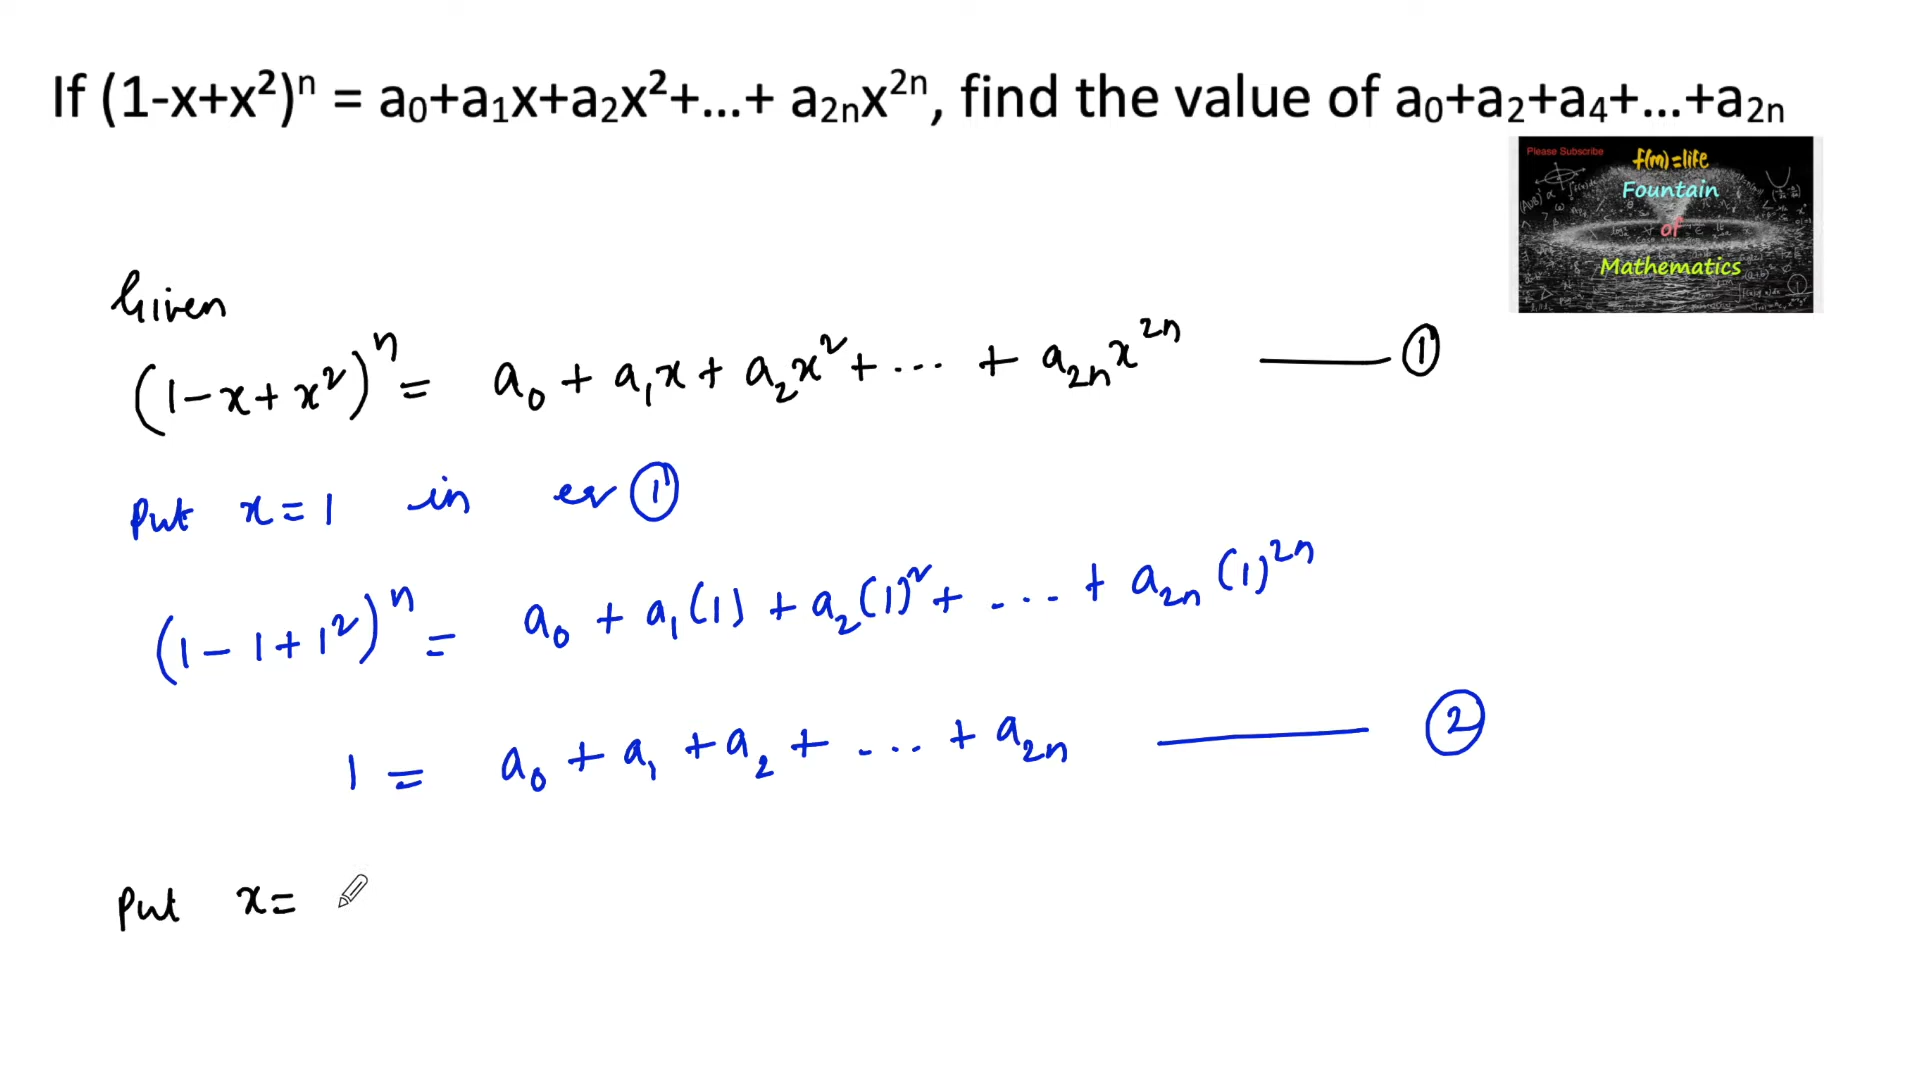 If (1-x+x²)ⁿ = a₀+a₁x+a₂x²+...+ a₂ₙx²ⁿ, find the value of a₀+a₂+a₄+...+a₂ₙ
Please Subscribe
f(m)=life
Fountain
of
Mathematics
Given
(1-x+x²)ⁿ = a₀ + a₁x + a₂x² + ... + a₂ₙx²ⁿ —— ①
Put x=1 in eq ①
(1-1+1²)ⁿ = a₀ + a₁(1) + a₂(1)² + ... + a₂ₙ(1)²ⁿ
1 = a₀ + a₁ + a₂ + ... + a₂ₙ —— ②
Put x=